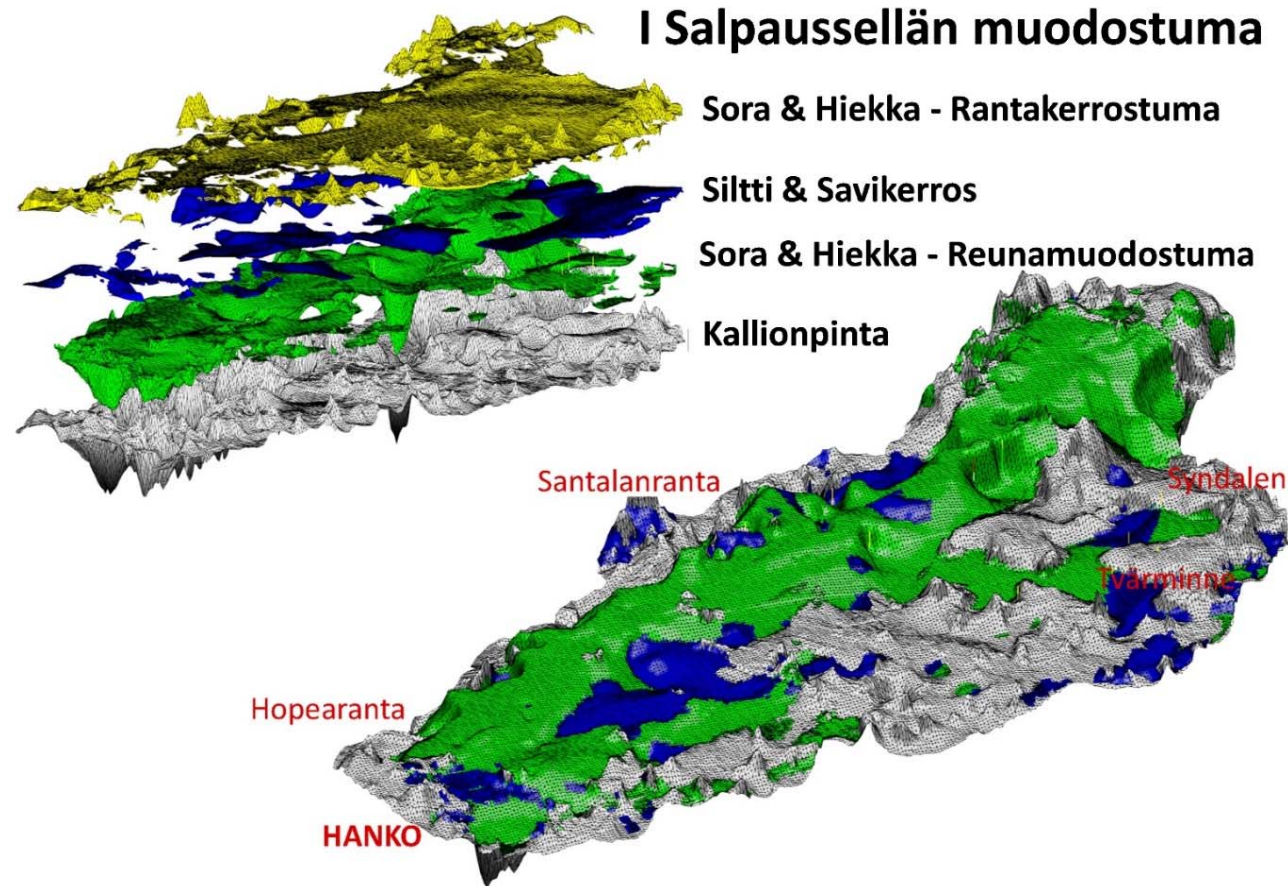 I Salpaussellän muodostuma
Sora & Hiekka - Rantakerrostuma
Siltti & Savikerros
Sora & Hiekka - Reunamuodostuma
Kallionpinta
Santalanranta
Syndalen
Tvärminne
Hopearanta
HANKO